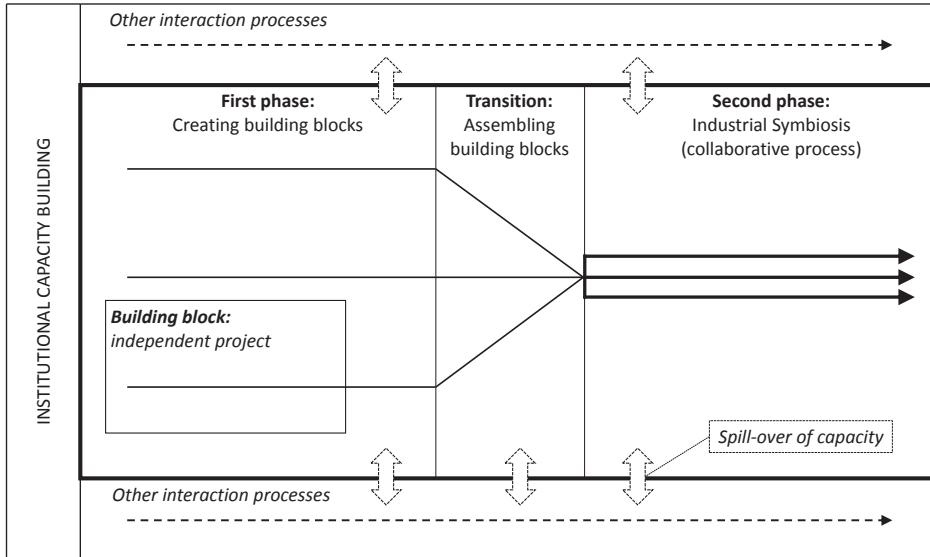 Other interaction processes
INSTITUTIONAL CAPACITY BUILDING
First phase:
Creating building blocks
Transition:
Assembling
building blocks
Second phase:
Industrial Symbiosis
(collaborative process)
Building block:
independent project
Spill-over of capacity
Other interaction processes